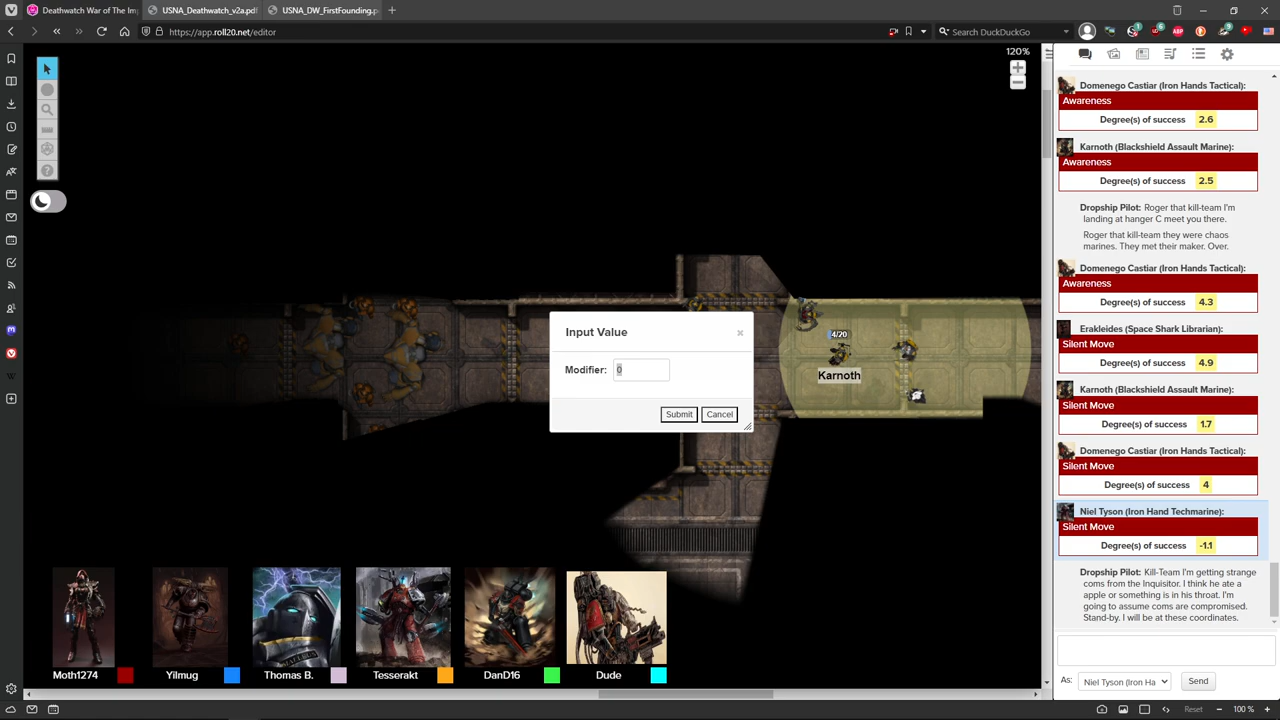 Deathwatch War of The Imp
USNA_Deathwatch_v2a.pdf
USNA_DW_FirstFounding.p
https://app.roll20.net/editor
Search DuckDuckGo
120%
Domenego Castiar (Iron Hands Tactical):
Awareness
Degree(s) of success 2.6
Karnoth (Blackshield Assault Marine):
Awareness
Degree(s) of success 2.5
Dropship Pilot: Roger that kill-team I'm
landing at hanger C meet you there.
Roger that kill-team they were chaos
marines. They met their maker. Over.
Domenego Castiar (Iron Hands Tactical):
Awareness
Degree(s) of success 4.3
Erakleides (Space Shark Librarian):
Silent Move
Degree(s) of success 4.9
Karnoth (Blackshield Assault Marine):
Silent Move
Degree(s) of success 1.7
Domenego Castiar (Iron Hands Tactical):
Silent Move
Degree(s) of success 4
Niel Tyson (Iron Hand Techmarine):
Silent Move
Degree(s) of success -1.1
Dropship Pilot: Kill-Team I'm getting strange
coms from the Inquisitor. I think he ate a
apple or something is in his throat. I'm
going to assume coms are compromised.
Stand-by. I will be at these coordinates.
As: Niel Tyson (Iron Ha Send
Input Value
Modifier: 0
Submit Cancel
4/20
Karnoth
Moth1274
Yilmug
Thomas B.
Tesserakt
DanD16
Dude
Reset 100 %